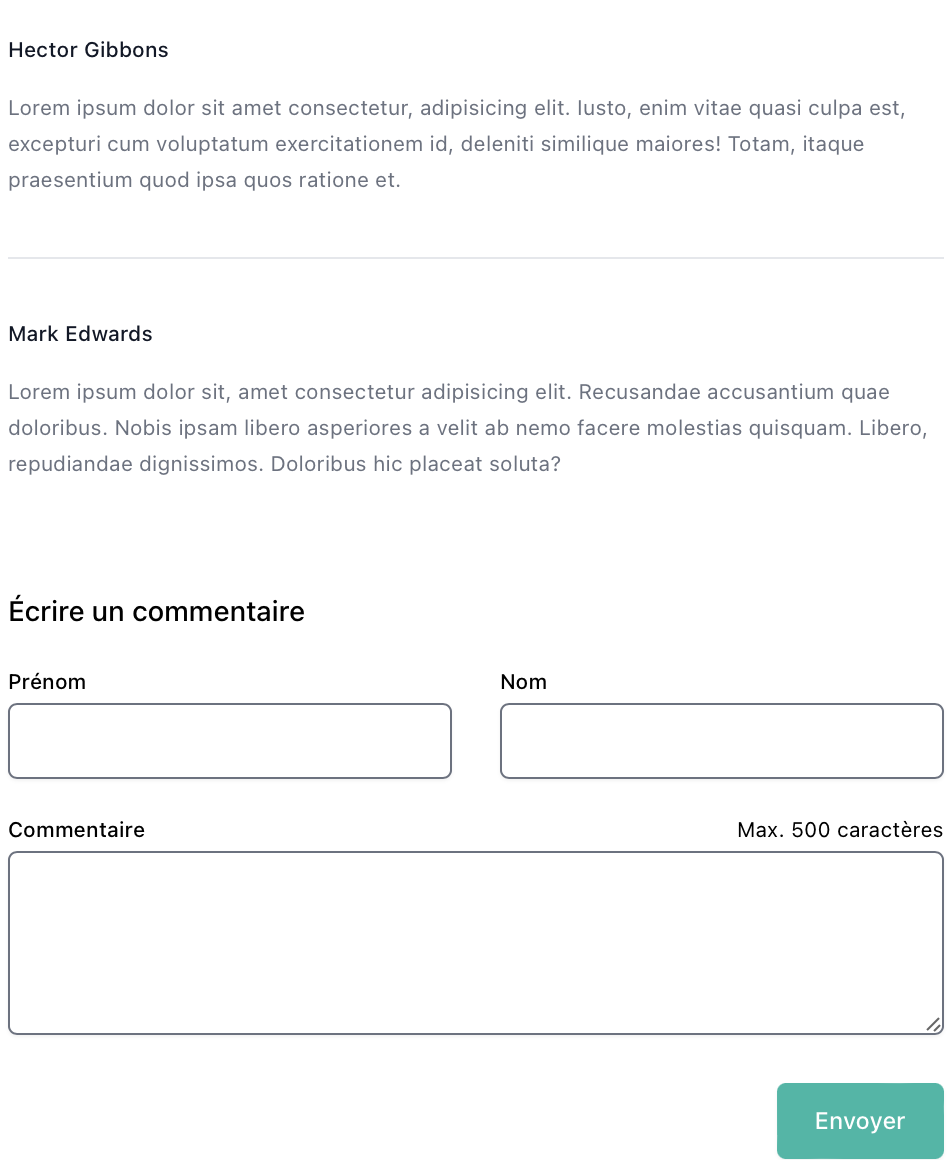 Hector Gibbons
Lorem ipsum dolor sit amet consectetur, adipisicing elit. Iusto, enim vitae quasi culpa est,
excepturi cum voluptatum exercitationem id, deleniti similique maiores! Totam, itaque
praesentium quod ipsa quos ratione et.
Mark Edwards
Lorem ipsum dolor sit, amet consectetur adipisicing elit. Recusandae accusantium quae
doloribus. Nobis ipsam libero asperiores a velit ab nemo facere molestias quisquam. Libero,
repudiandae dignissimos. Doloribus hic placeat soluta?
Écrire un commentaire
Prénom Nom
Commentaire Max. 500 caractères
Envoyer